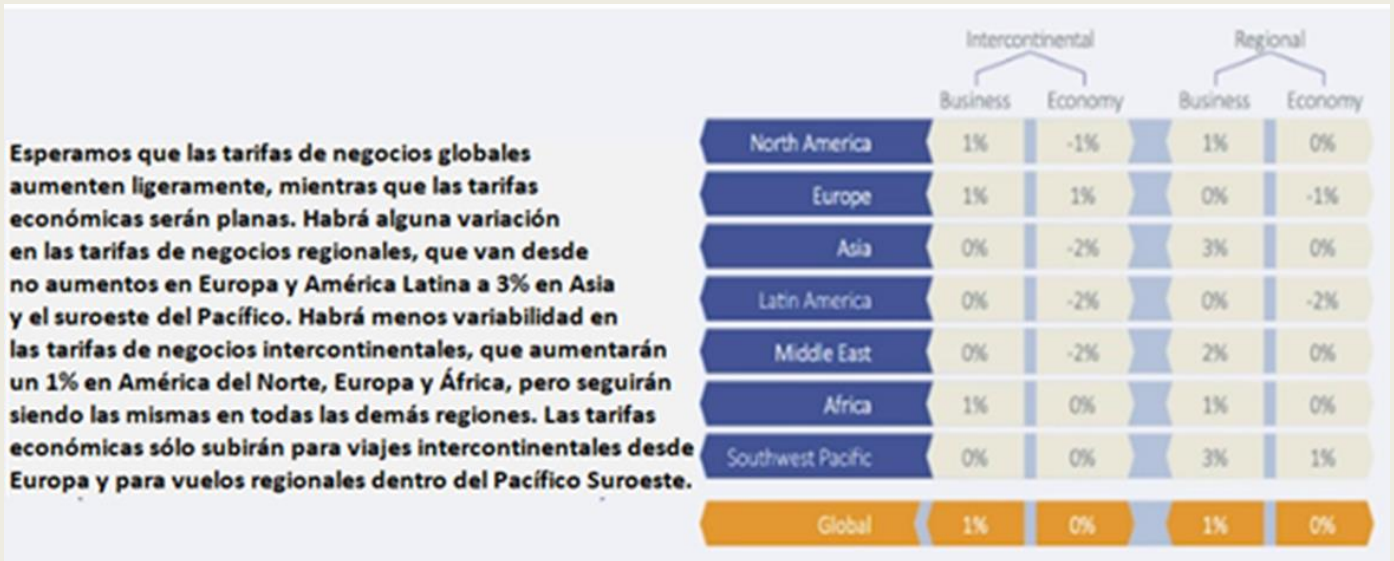 Esperamos que las tarifas de negocios globales
aumenten ligeramente, mientras que las tarifas
económicas serán planas. Habrá alguna variación
en las tarifas de negocios regionales, que van desde
no aumentos en Europa y América Latina a 3% en Asia
y el suroeste del Pacífico. Habrá menos variabilidad en
las tarifas de negocios intercontinentales, que aumentarán
un 1% en América del Norte, Europa y África, pero seguirán
siendo las mismas en todas las demás regiones. Las tarifas
económicas sólo subirán para viajes intercontinentales desde
Europa y para vuelos regionales dentro del Pacífico Suroeste.
Intercontinental Regional
Business Economy Business Economy
North America 1% -1% 1% 0%
Europe 1% 1% 0% -1%
Asia 0% -2% 3% 0%
Latin America 0% -2% 0% -2%
Middle East 0% -2% 2% 0%
Africa 1% 0% 1% 0%
Southwest Pacific 0% 0% 3% 1%
Global 1% 0% 1% 0%